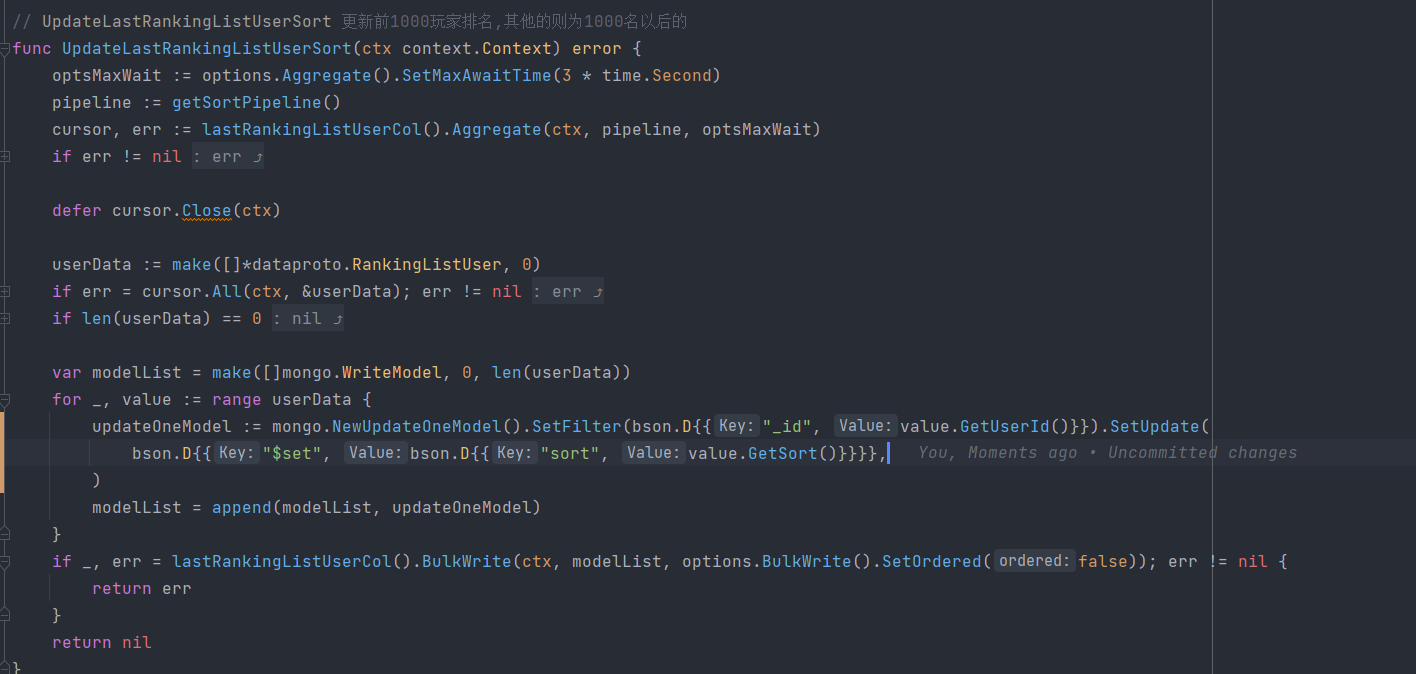 // UpdateLastRankingListUserSort 更新前1000玩家排名,其他的则为1000名以后的
func UpdateLastRankingListUserSort(ctx context.Context) error {
optsMaxWait := options.Aggregate().SetMaxAwaitTime(3 * time.Second)
pipeline := getSortPipeline()
cursor, err := lastRankingListUserCol().Aggregate(ctx, pipeline, optsMaxWait)
if err != nil : err ⤴
defer cursor.Close(ctx)
userData := make([]*dataproto.RankingListUser, 0)
if err = cursor.All(ctx, &userData); err != nil : err ⤴
if len(userData) == 0 : nil ⤴
var modelList = make([]mongo.WriteModel, 0, len(userData))
for _, value := range userData {
updateOneModel := mongo.NewUpdateOneModel().SetFilter(bson.D{{Key: "_id", Value: value.GetUserId()}}).SetUpdate(
bson.D{{Key: "$set", Value: bson.D{{Key: "sort", Value: value.GetSort()}}}}, You, Moments ago • Uncommitted changes
)
modelList = append(modelList, updateOneModel)
}
if _, err = lastRankingListUserCol().BulkWrite(ctx, modelList, options.BulkWrite().SetOrdered(ordered: false)); err != nil {
return err
}
return nil
}